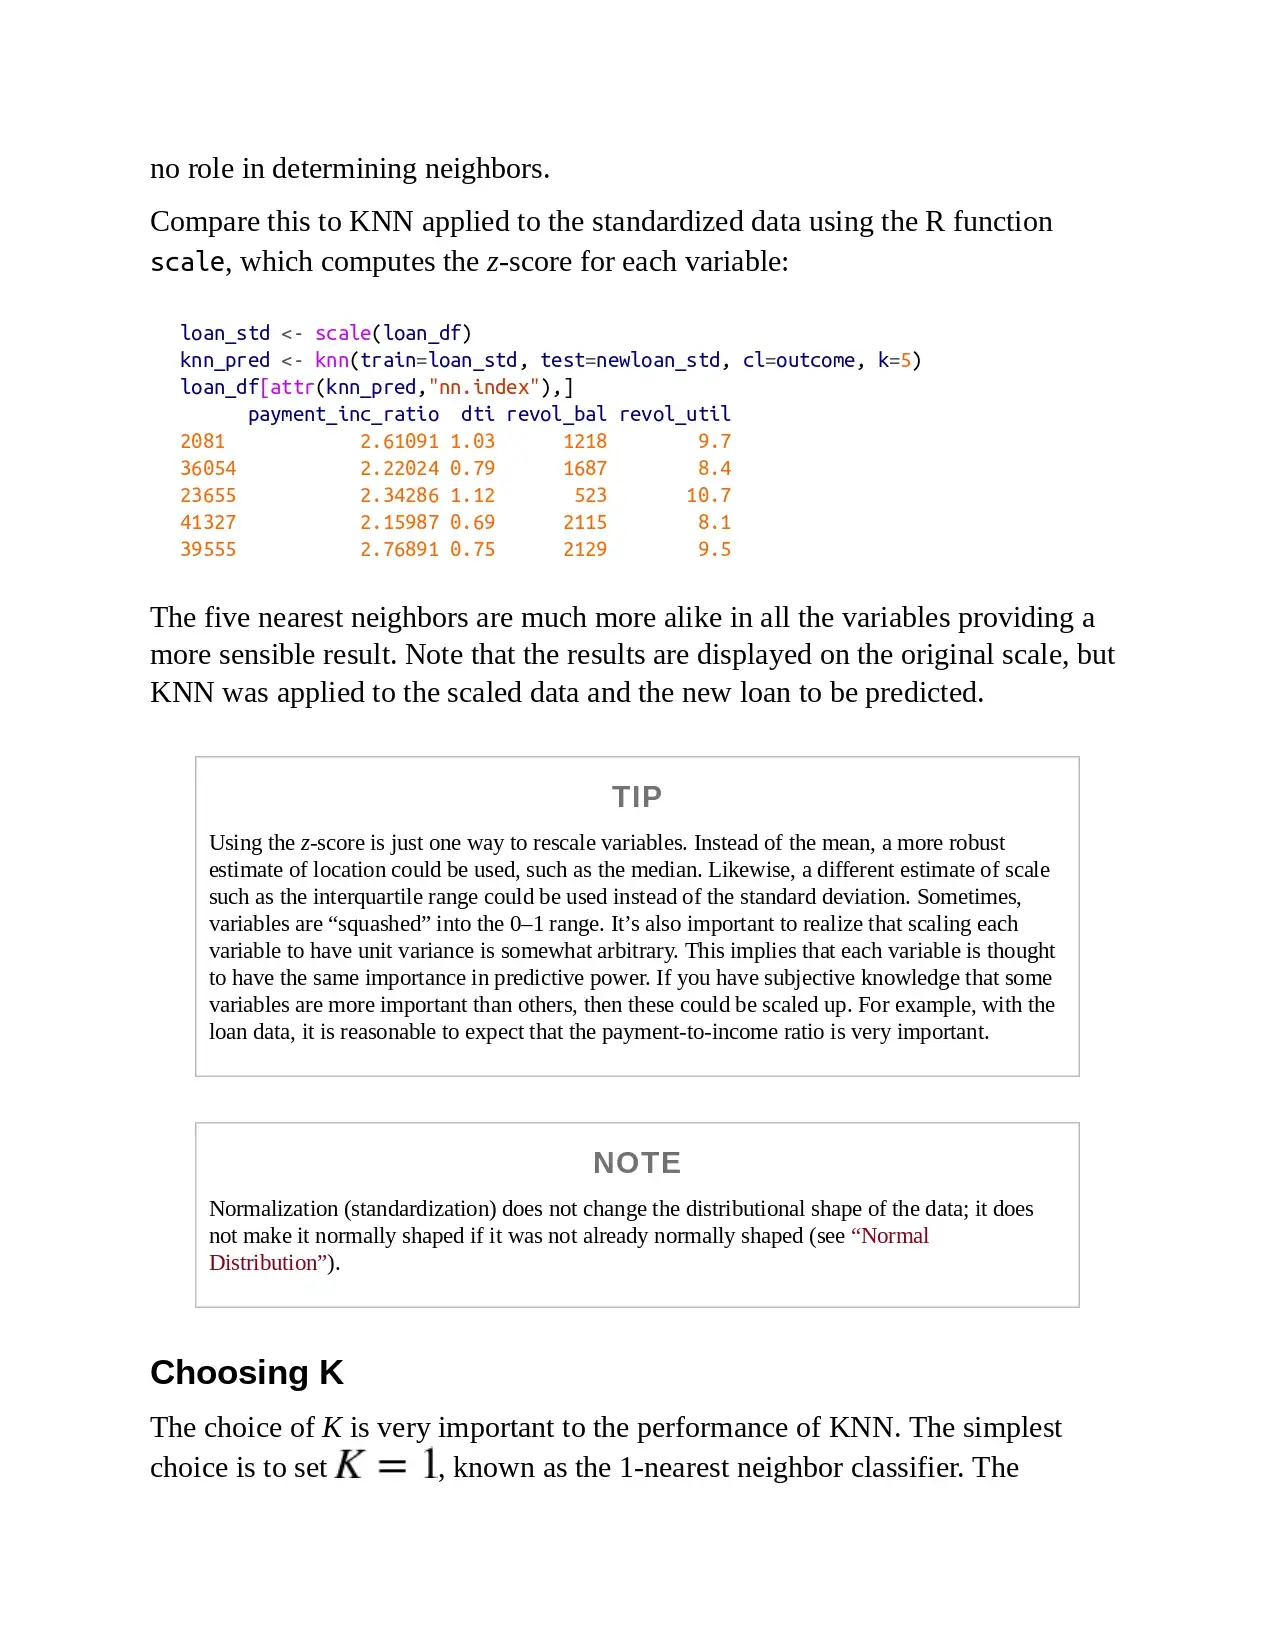 no role in determining neighbors.
Compare this to KNN applied to the standardized data using the R function
scale, which computes the z-score for each variable:
loan_std <- scale(loan_df)
knn_pred <- knn(train=loan_std, test=newloan_std, cl=outcome, k=5)
loan_df[attr(knn_pred,"nn.index"),]
      payment_inc_ratio  dti revol_bal revol_util
2081            2.61091 1.03      1218        9.7
36054           2.22024 0.79      1687        8.4
23655           2.34286 1.12       523       10.7
41327           2.15987 0.69      2115        8.1
39555           2.76891 0.75      2129        9.5
The five nearest neighbors are much more alike in all the variables providing a
more sensible result. Note that the results are displayed on the original scale, but
KNN was applied to the scaled data and the new loan to be predicted.
TIP
Using the z-score is just one way to rescale variables. Instead of the mean, a more robust
estimate of location could be used, such as the median. Likewise, a different estimate of scale
such as the interquartile range could be used instead of the standard deviation. Sometimes,
variables are “squashed” into the 0–1 range. It’s also important to realize that scaling each
variable to have unit variance is somewhat arbitrary. This implies that each variable is thought
to have the same importance in predictive power. If you have subjective knowledge that some
variables are more important than others, then these could be scaled up. For example, with the
loan data, it is reasonable to expect that the payment-to-income ratio is very important.
NOTE
Normalization (standardization) does not change the distributional shape of the data; it does
not make it normally shaped if it was not already normally shaped (see “Normal
Distribution”).
Choosing K
The choice of K is very important to the performance of KNN. The simplest
choice is to set K = 1, known as the 1-nearest neighbor classifier. The